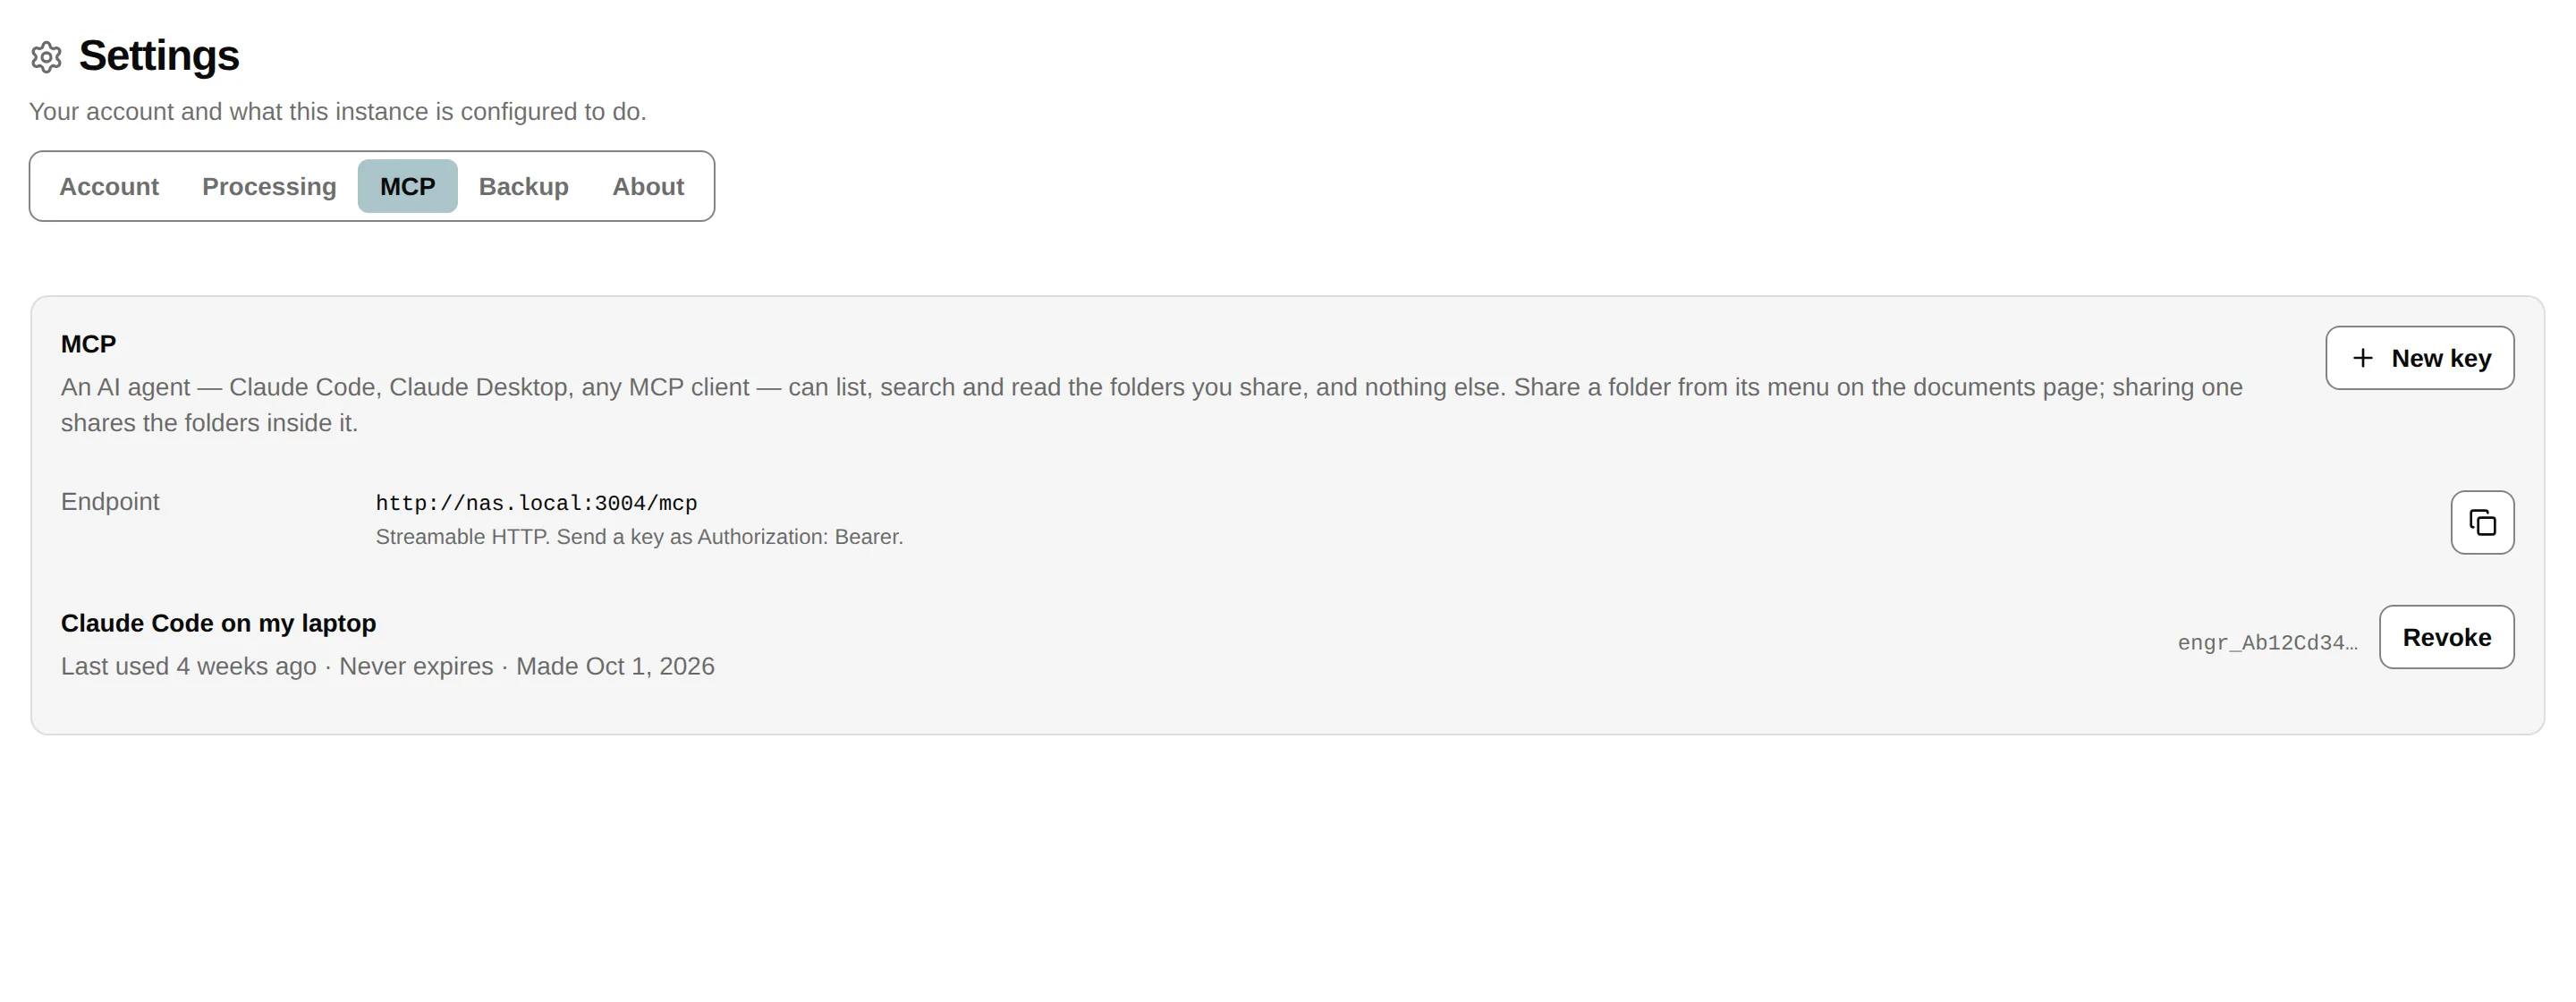 Settings
Your account and what this instance is configured to do.
Account Processing MCP Backup About
MCP
New key
An AI agent — Claude Code, Claude Desktop, any MCP client — can list, search and read the folders you share, and nothing else. Share a folder from its menu on the documents page; sharing one
shares the folders inside it.
Endpoint http://nas.local:3004/mcp
Streamable HTTP. Send a key as Authorization: Bearer.
Claude Code on my laptop
engr_Ab12Cd34… Revoke
Last used 4 weeks ago · Never expires · Made Oct 1, 2026